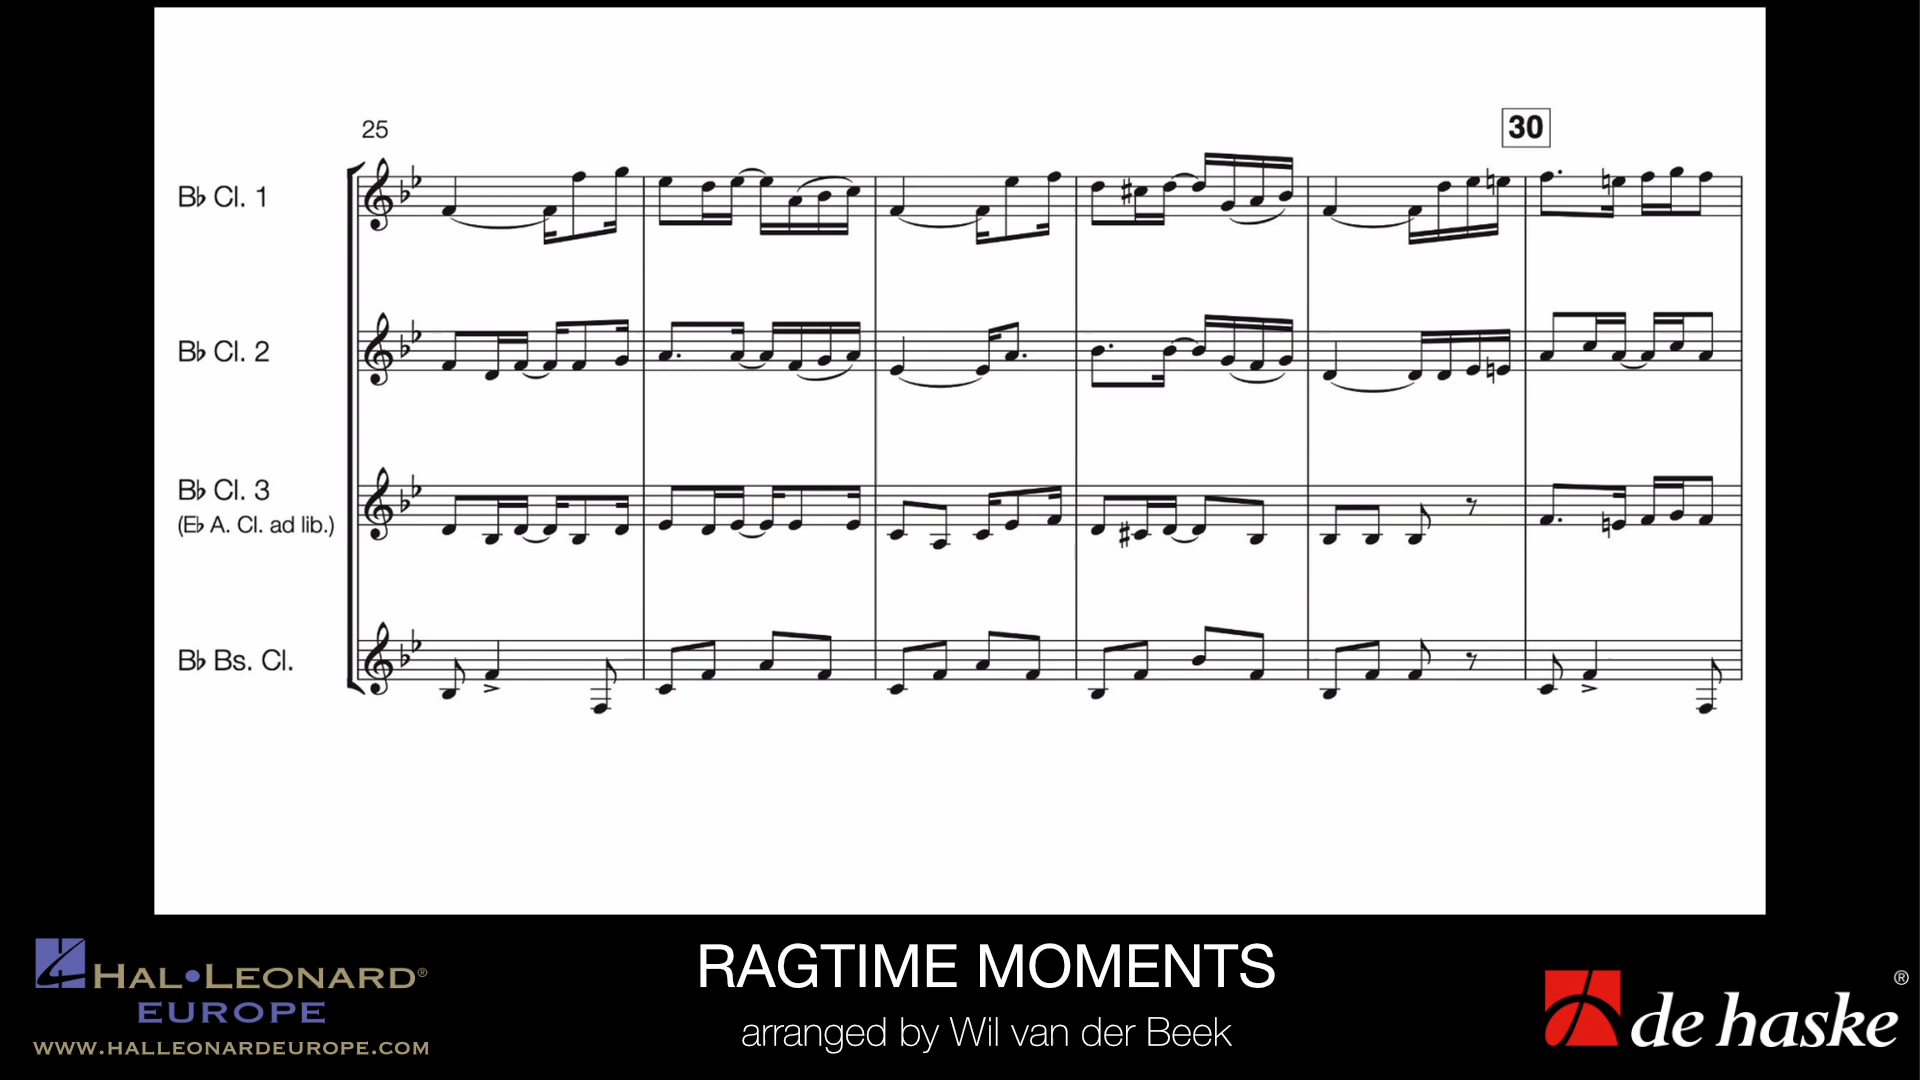 25
30
B♭ Cl. 1
B♭ Cl. 2
B♭ Cl. 3
(E♭ A. Cl. ad lib.)
B♭ Bs. Cl.
HAL•LEONARD®
EUROPE
WWW.HALLEONARDEUROPE.COM
RAGTIME MOMENTS
arranged by Wil van der Beek
de haske®